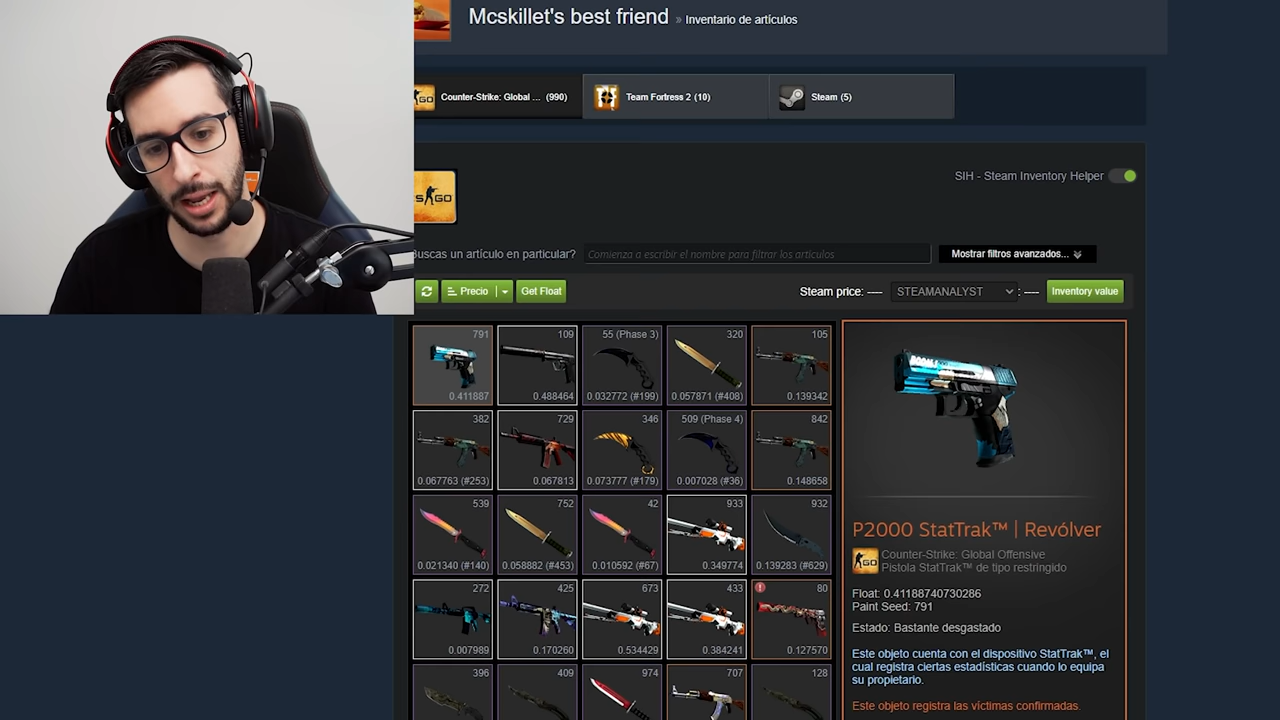 Mcskillet's best friend » Inventario de artículos
GO Counter-Strike: Global ... (990)
Team Fortress 2 (10)
Steam (5)
SIH - Steam Inventory Helper
S GO
Buscas un artículo en particular?
Comienza a escribir el nombre para filtrar los artículos
Mostrar filtros avanzados...
Precio
Get Float
Steam price: ----
STEAMANALYST
: ----
Inventory value
791
109
55 (Phase 3)
320
105
0.411887
0.488464
0.032772 (#199)
0.057871 (#408)
0.139342
382
729
346
509 (Phase 4)
842
0.067763 (#253)
0.067813
0.073777 (#179)
0.007028 (#36)
0.148658
539
752
42
933
932
0.021340 (#140)
0.058882 (#453)
0.010592 (#67)
0.349774
0.139283 (#629)
272
425
673
433
80
0.007989
0.170260
0.534429
0.384241
0.127570
396
409
974
707
128
P2000 StatTrak™ | Revólver
GO
Counter-Strike: Global Offensive
Pistola StatTrak™ de tipo restringido
Float: 0.41188740730286
Paint Seed: 791
Estado: Bastante desgastado
Este objeto cuenta con el dispositivo StatTrak™, el
cual registra ciertas estadísticas cuando lo equipa
su propietario.
Este objeto registra las víctimas confirmadas.